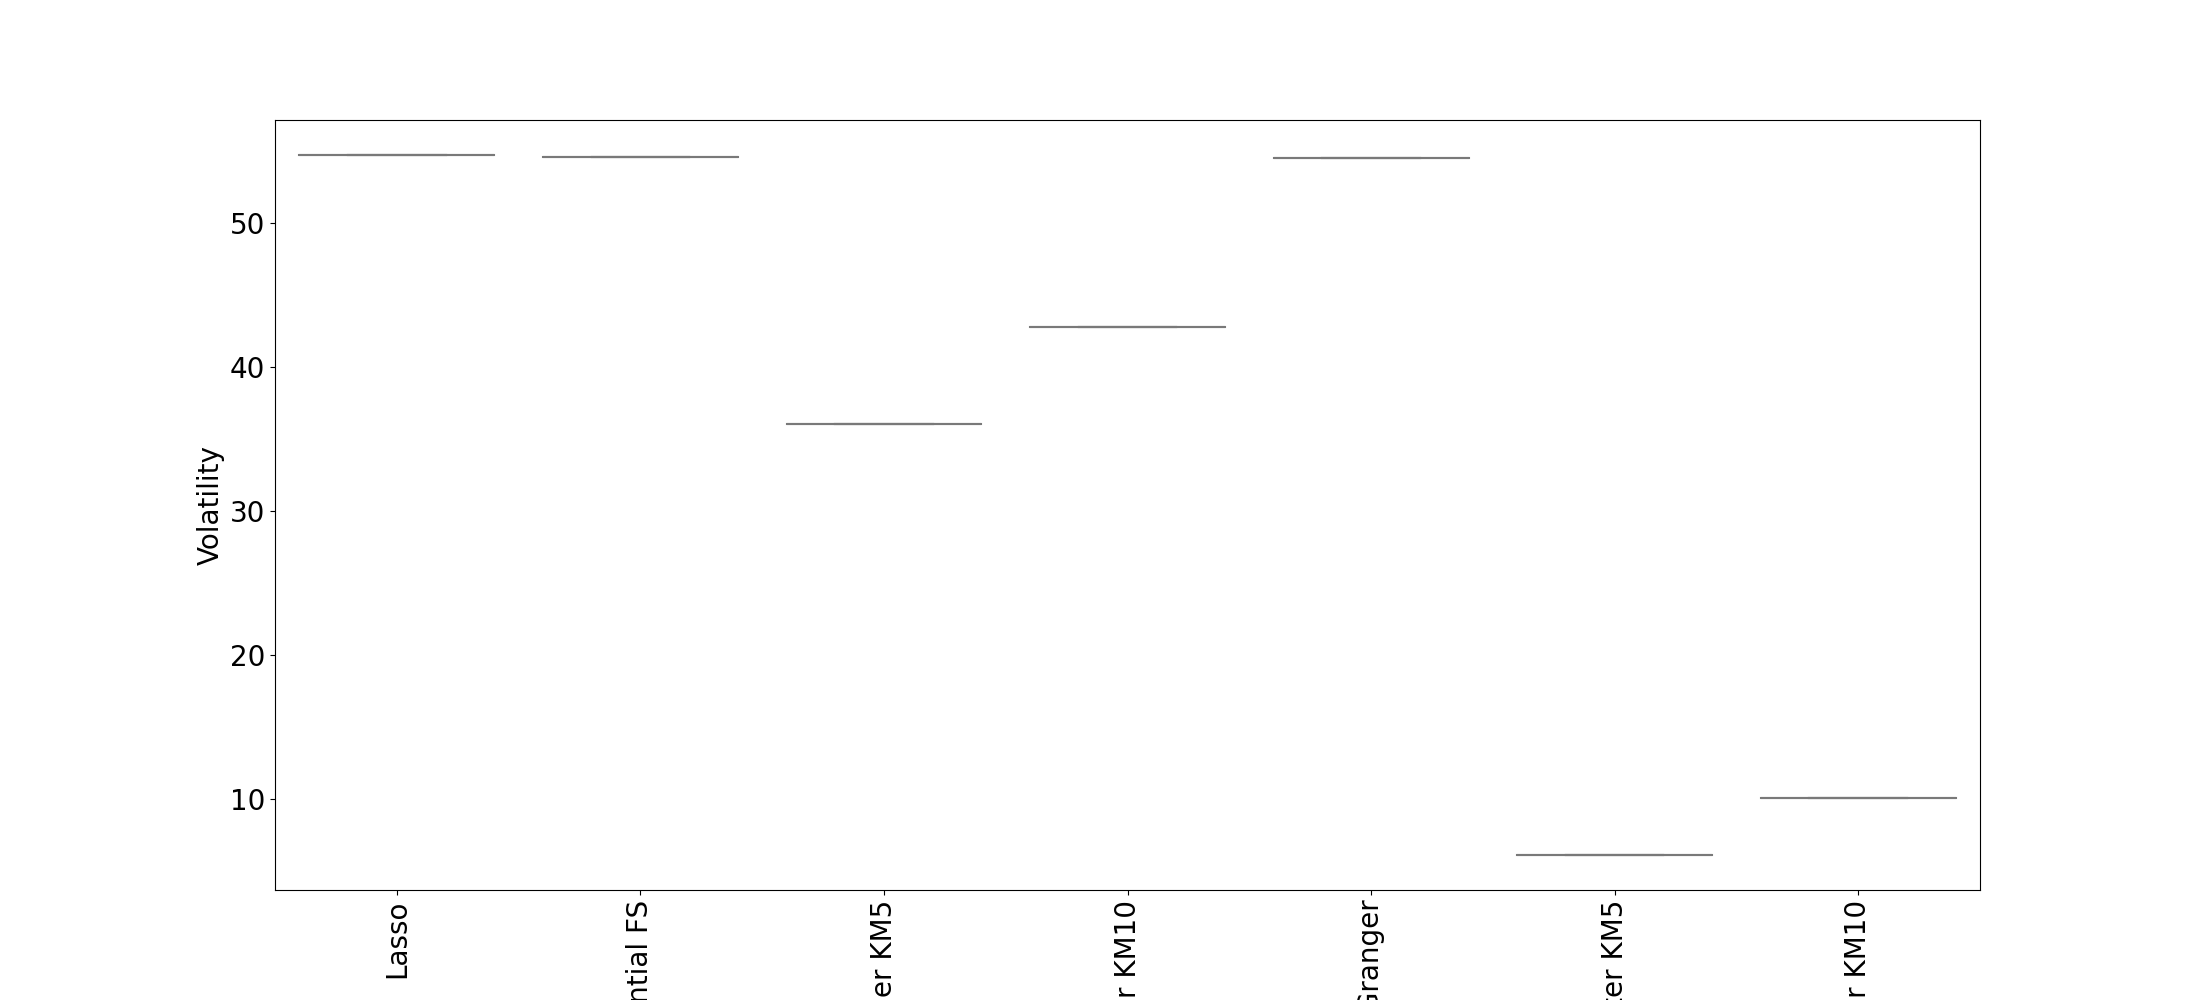 Volatility
50
40
30
20
10
Lasso
ntial FS
er KM5
r KM10
Granger
ter KM5
r KM10